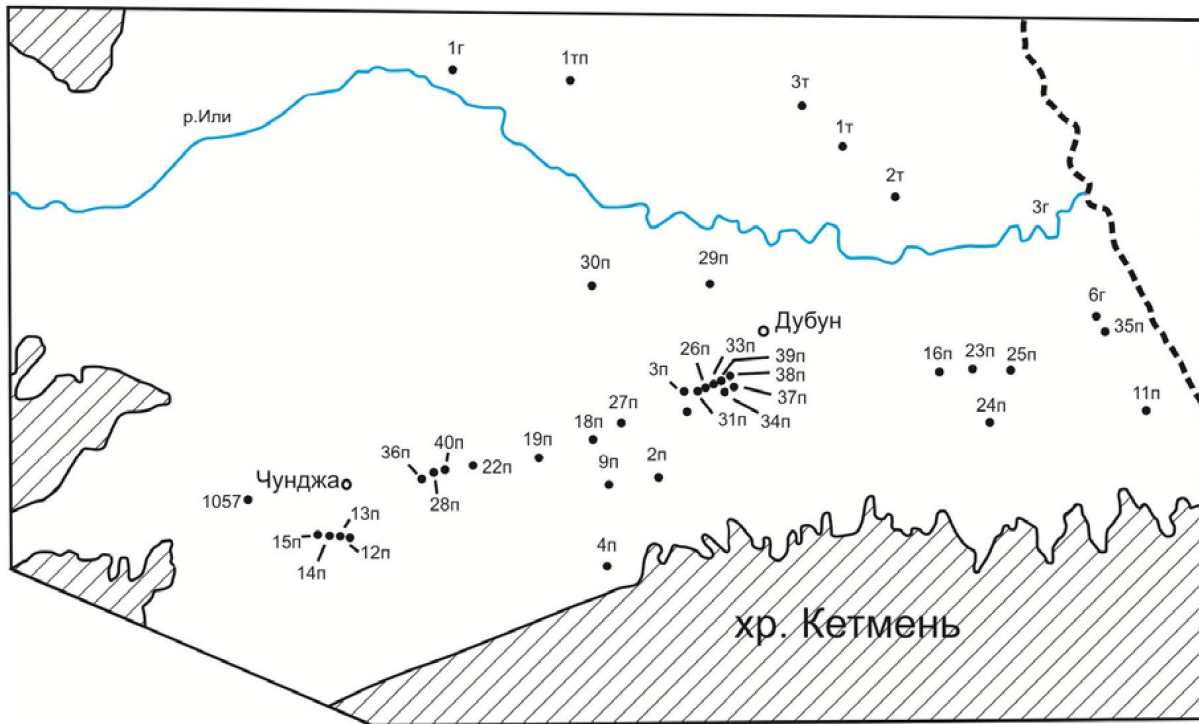 1г
1тп
3т
р.Или
1т
2т
3г
30п
29п
6г
Дубун
35п
26п
33п
39п
16п
23п
25п
3п
38п
37п
27п
31п
34п
24п
11п
18п
36п
40п
19п
22п
9п
2п
Чунджа
28п
1057
13п
15п
12п
14п
4п
хр. Кетмень